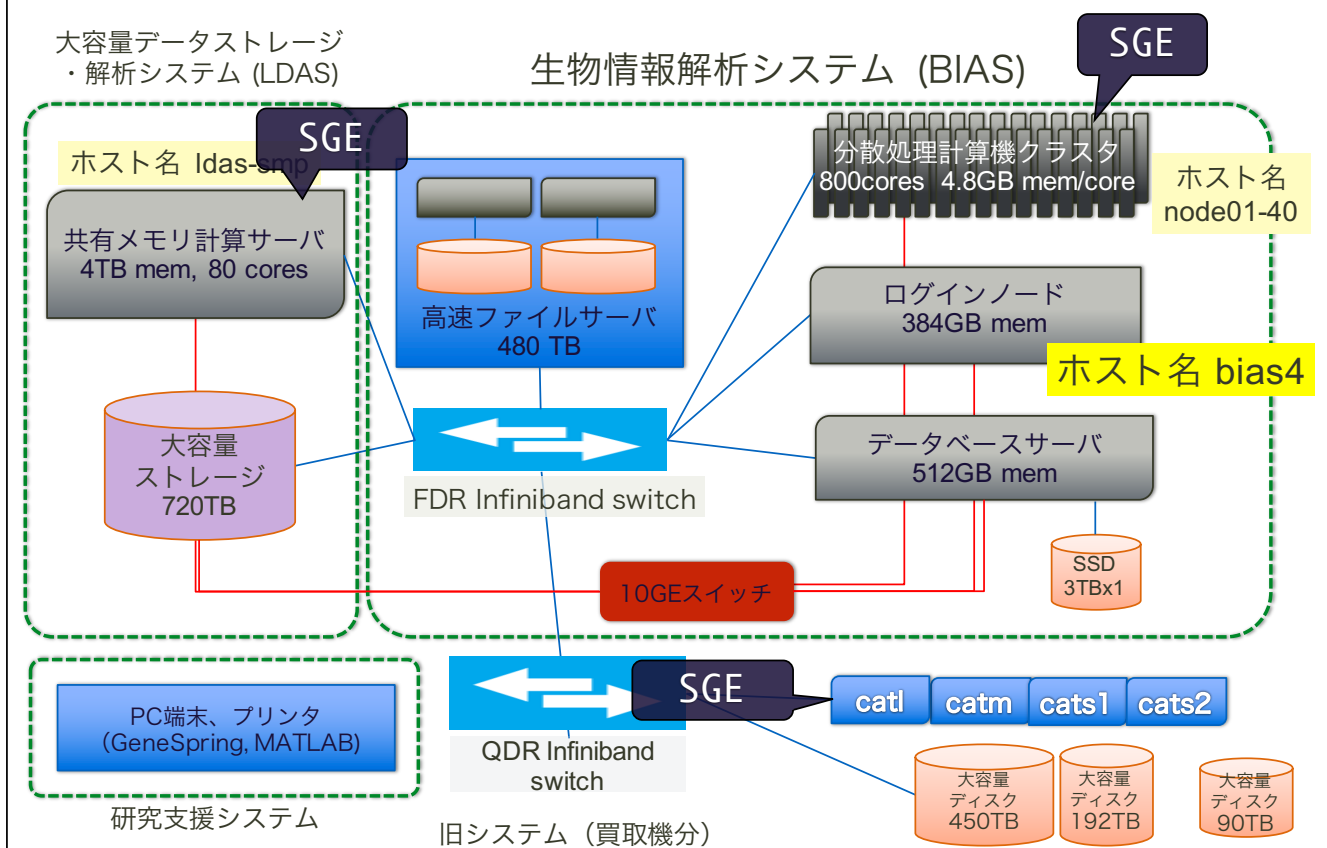 大容量データストレージ
・解析システム (LDAS)
生物情報解析システム (BIAS)
SGE
SGE
ホスト名 ldas-smp
共有メモリ計算サーバ
4TB mem, 80 cores
高速ファイルサーバ
480 TB
分散処理計算機クラスタ
800cores 4.8GB mem/core
ホスト名
node01-40
ログインノード
384GB mem
ホスト名 bias4
大容量
ストレージ
720TB
FDR Infiniband switch
データベースサーバ
512GB mem
SSD
3TBx1
10GEスイッチ
PC端末、プリンタ
(GeneSpring, MATLAB)
研究支援システム
SGE
QDR Infiniband
switch
旧システム（買取機分）
catl
catm
cats1
cats2
大容量
ディスク
450TB
大容量
ディスク
192TB
大容量
ディスク
90TB